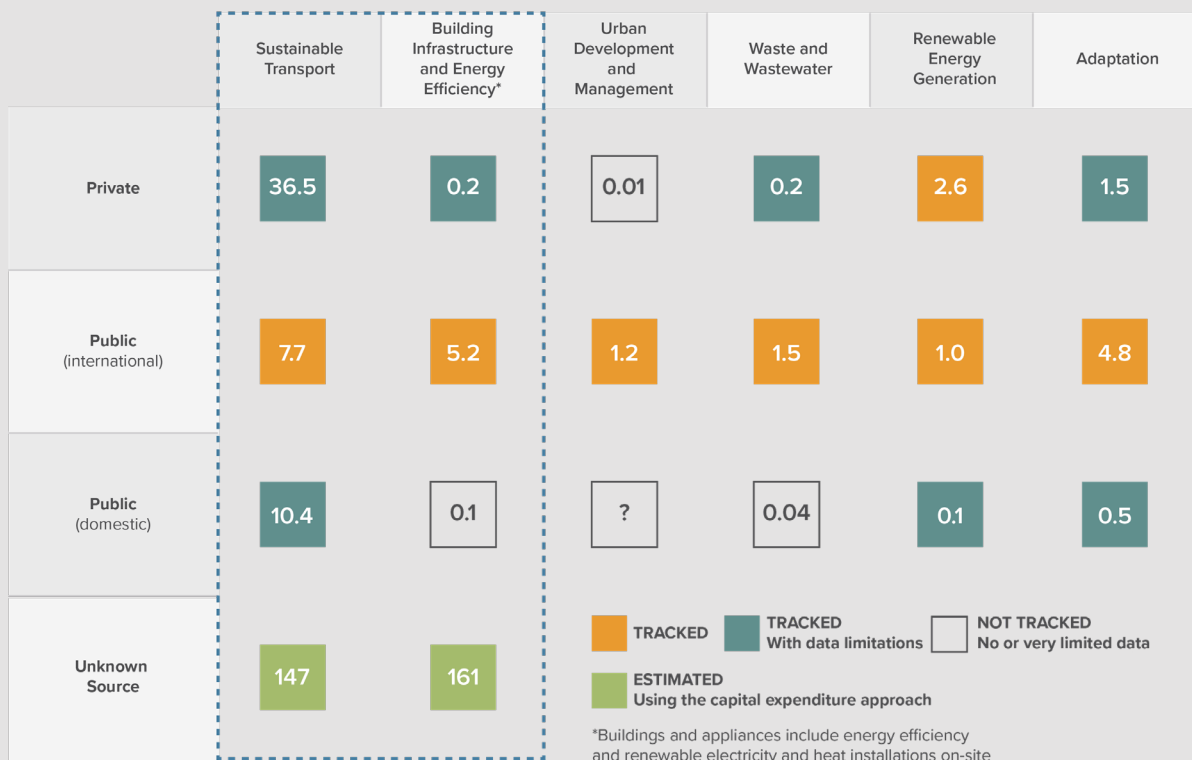 Sustainable
Transport
Building
Infrastructure
and Energy
Efficiency*
Urban
Development
and
Management
Waste and
Wastewater
Renewable
Energy
Generation
Adaptation
Private
36.5
0.2
0.01
0.2
2.6
1.5
Public
(international)
7.7
5.2
1.2
1.5
1.0
4.8
Public
(domestic)
10.4
0.1
?
0.04
0.1
0.5
Unknown
Source
147
161
TRACKED
TRACKED
With data limitations
NOT TRACKED
No or very limited data
ESTIMATED
Using the capital expenditure approach
*Buildings and appliances include energy efficiency
and renewable electricity and heat installations on-site